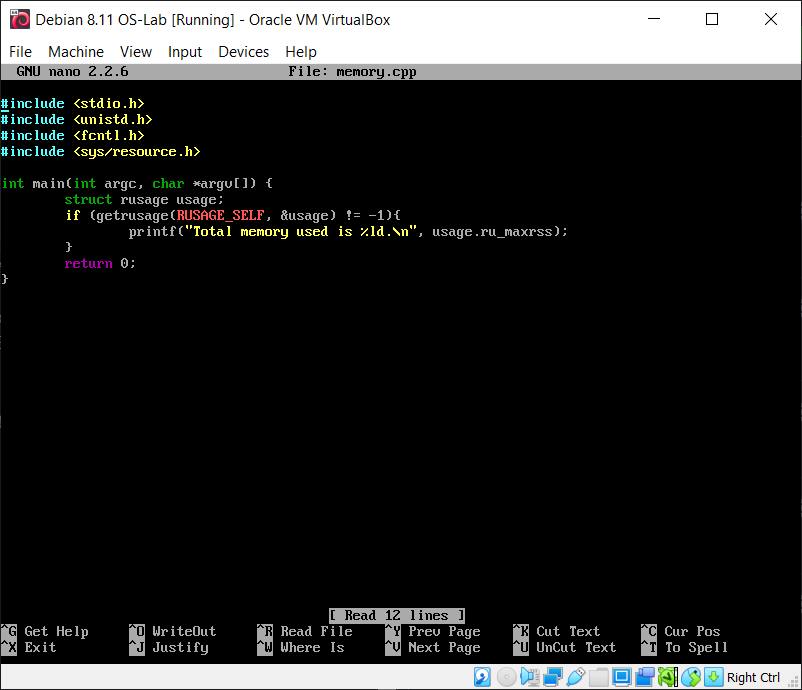 Debian 8.11 OS-Lab [Running] - Oracle VM VirtualBox
File Machine View Input Devices Help
GNU nano 2.2.6 File: memory.cpp
#include <stdio.h>
#include <unistd.h>
#include <fcntl.h>
#include <sys/resource.h>
int main(int argc, char *argv[]) {
        struct rusage usage;
        if (getrusage(RUSAGE_SELF, &usage) != -1){
                printf("Total memory used is %ld.\n", usage.ru_maxrss);
        }
        return 0;
}
[ Read 12 lines ]
^G Get Help ^O WriteOut ^R Read File ^Y Prev Page ^K Cut Text ^C Cur Pos
^X Exit ^J Justify ^W Where Is ^V Next Page ^U UnCut Text ^T To Spell
Right Ctrl